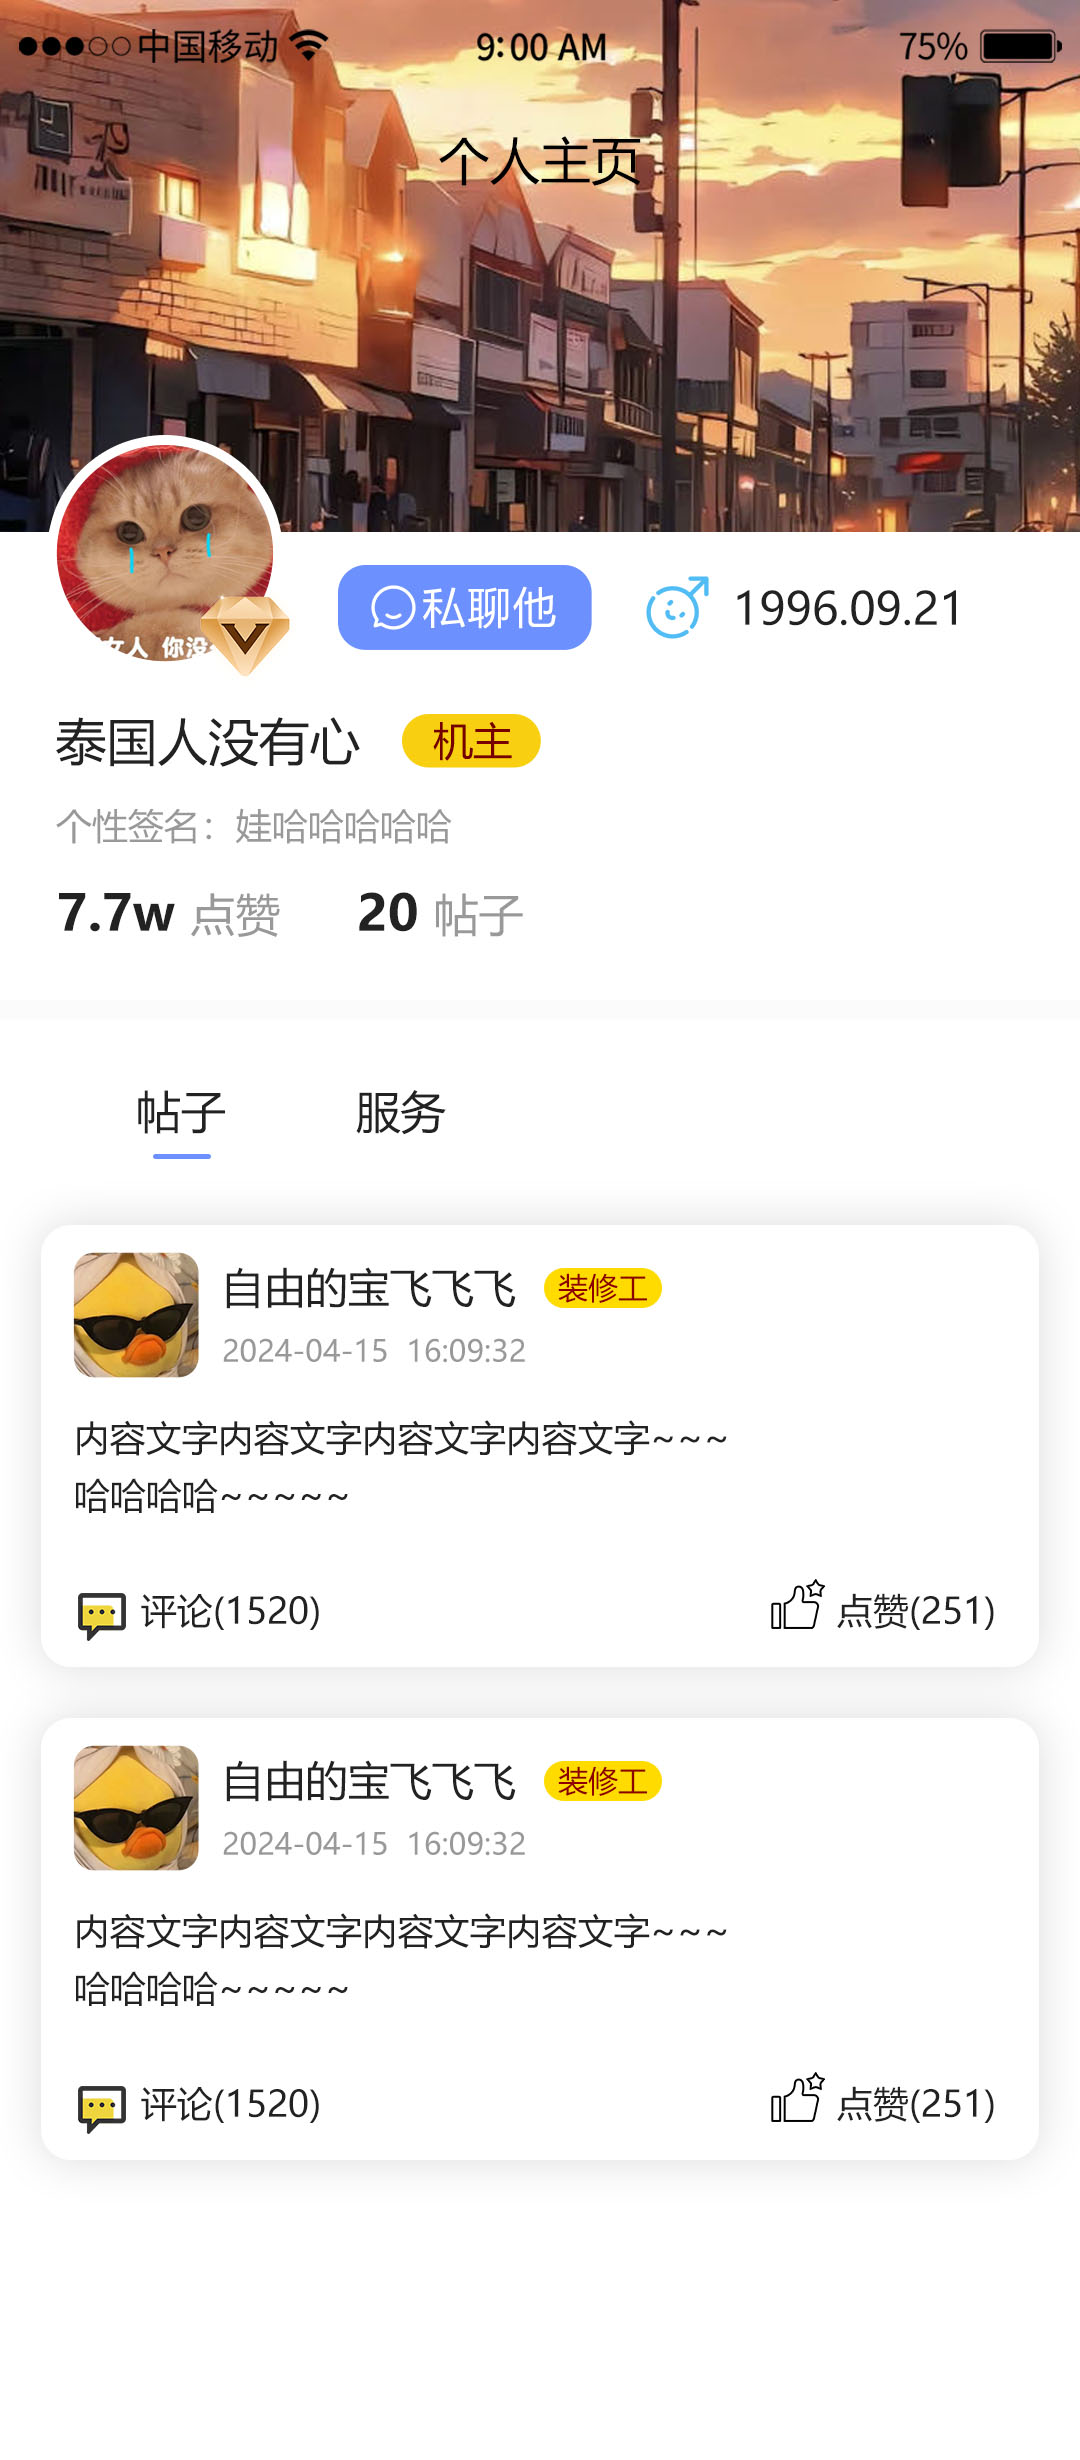 中国移动 9:00 AM 75%
个人主页
女人 你没
私聊他 1996.09.21
泰国人没有心 机主
个性签名：娃哈哈哈哈哈
7.7w 点赞 20 帖子
帖子 服务
自由的宝飞飞飞 装修工
2024-04-15 16:09:32
内容文字内容文字内容文字内容文字~~~
哈哈哈哈~~~~~
评论(1520) 点赞(251)
自由的宝飞飞飞 装修工
2024-04-15 16:09:32
内容文字内容文字内容文字内容文字~~~
哈哈哈哈~~~~~
评论(1520) 点赞(251)